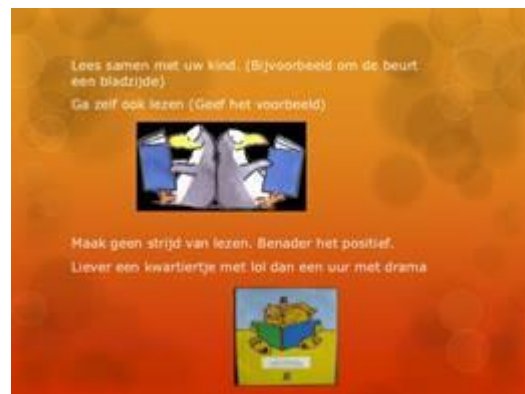 Lees samen met uw kind. (Bijvoorbeeld om de beurt
een bladzijde)
Ga zelf ook lezen (Geef het voorbeeld)
Maak geen strijd van lezen. Benader het positief.
Liever een kwartiertje met lol dan een uur met drama